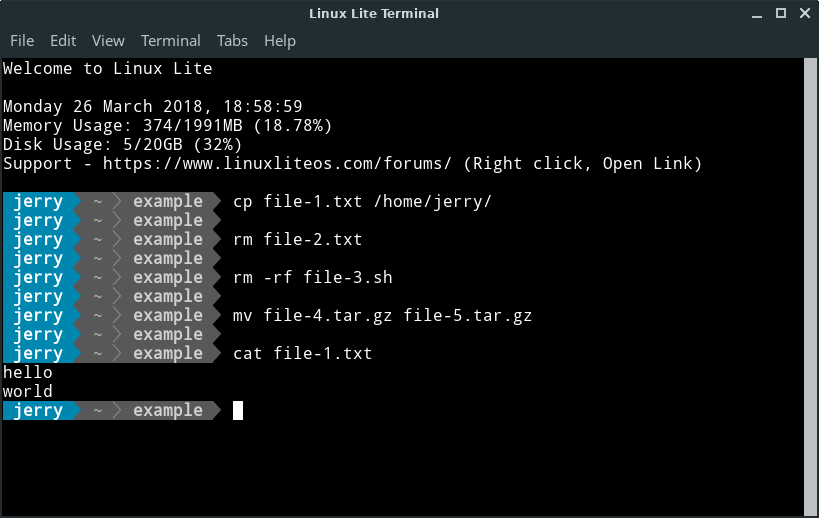 Linux Lite Terminal
File Edit View Terminal Tabs Help
Welcome to Linux Lite
Monday 26 March 2018, 18:58:59
Memory Usage: 374/1991MB (18.78%)
Disk Usage: 5/20GB (32%)
Support - https://www.linuxliteos.com/forums/ (Right click, Open Link)
jerry ~ example cp file-1.txt /home/jerry/
jerry ~ example
jerry ~ example rm file-2.txt
jerry ~ example
jerry ~ example rm -rf file-3.sh
jerry ~ example
jerry ~ example mv file-4.tar.gz file-5.tar.gz
jerry ~ example
jerry ~ example cat file-1.txt
hello
world
jerry ~ example